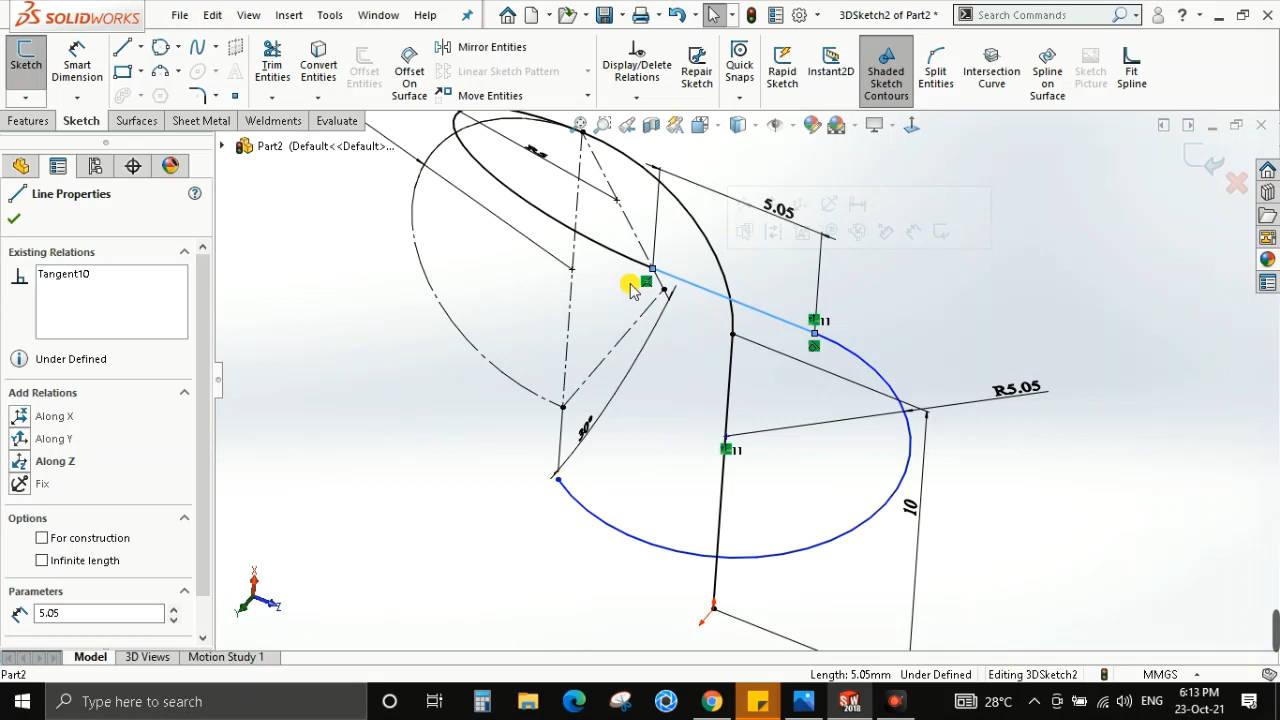 SOLIDWORKS
File Edit View Insert Tools Window Help
3DSketch2 of Part2 *
Search Commands
Sketch
Smart Dimension
Trim Entities
Convert Entities
Offset Entities
Offset On Surface
Mirror Entities
Linear Sketch Pattern
Move Entities
Display/Delete Relations
Repair Sketch
Quick Snaps
Rapid Sketch
Instant2D
Shaded Sketch Contours
Split Entities
Intersection Curve
Spline on Surface
Sketch Picture
Fit Spline
Features Sketch Surfaces Sheet Metal Weldments Evaluate
Part2 (Default<<Default>...
Line Properties
Existing Relations
Tangent10
Under Defined
Add Relations
Along X
Along Y
Along Z
Fix
Options
For construction
Infinite length
Parameters
5.05
5.05
11
R5.05
30°
11
10
X
Y
Z
Model 3D Views Motion Study 1
Part2
Length: 5.05mm Under Defined Editing 3DSketch2 MMGS
Type here to search
SW
2018
28°C
ENG
6:13 PM
23-Oct-21